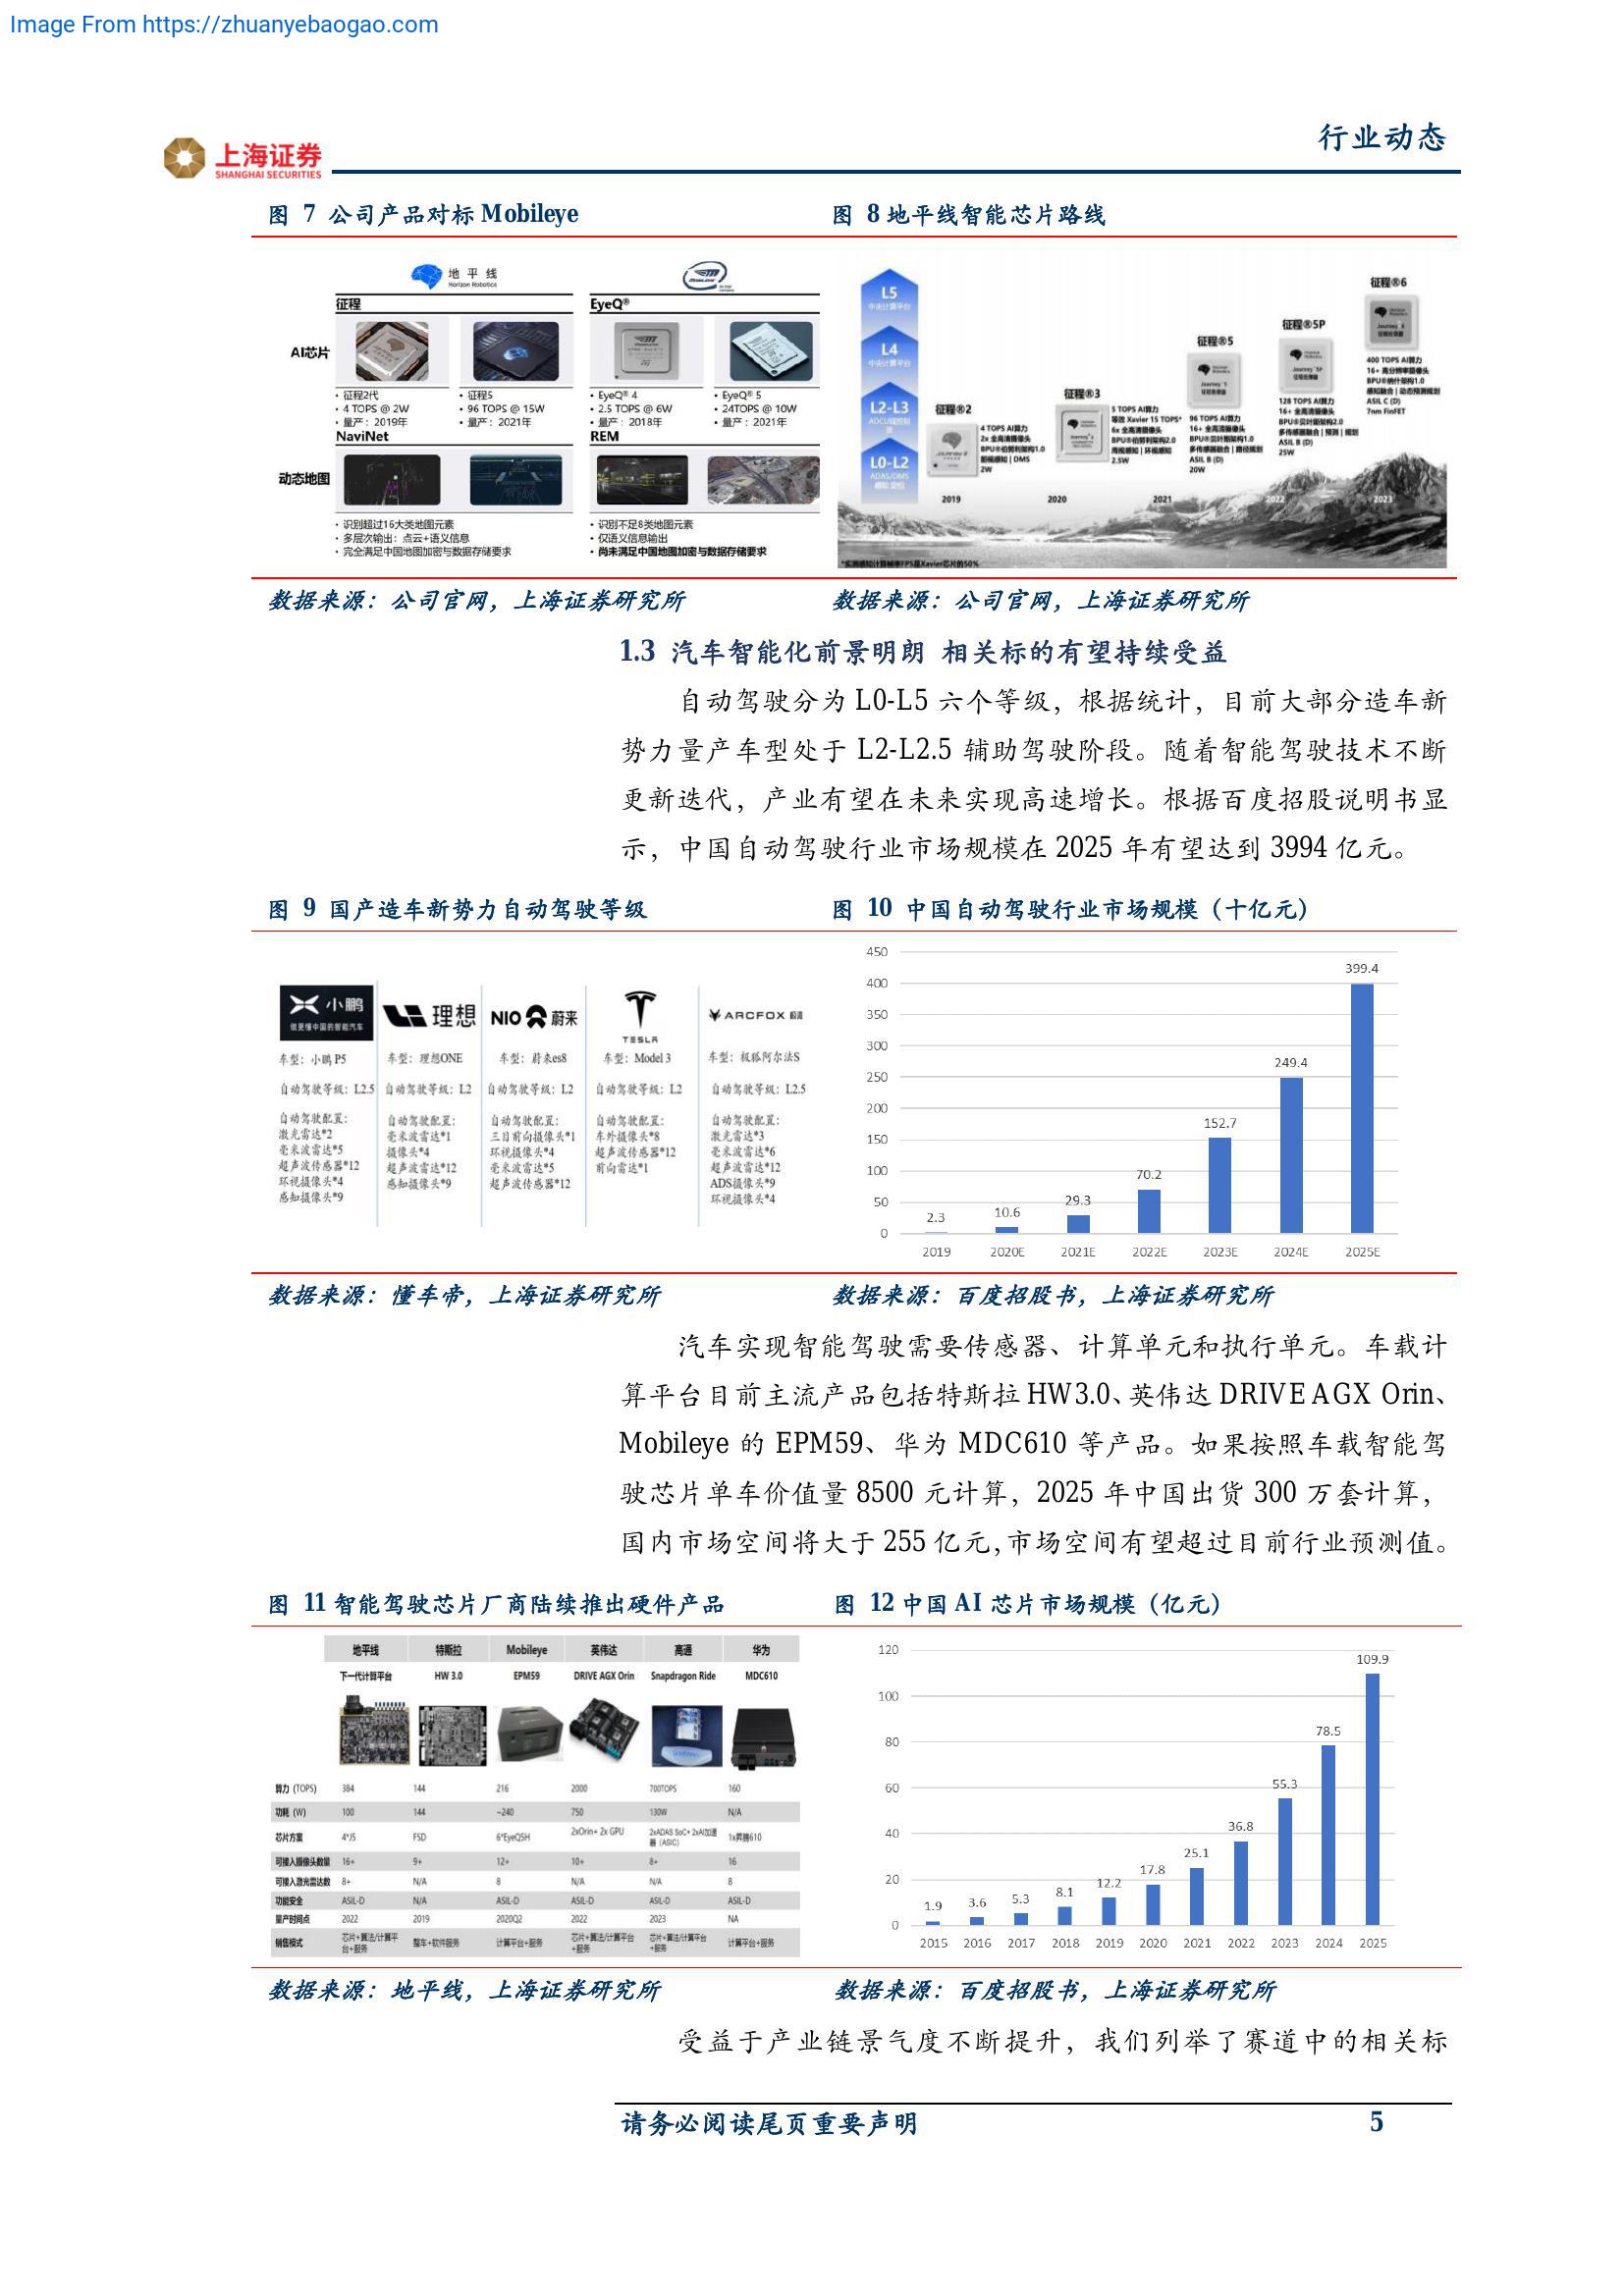 Image From https://zhuanyebaogao.com
上海证券
SHANGHAI SECURITIES
行业动态
图 7 公司产品对标 Mobileye
图 8 地平线智能芯片路线
地平线
Horizon Robotics
征程
EyeQ®
AI芯片
· 征程2代
· 4 TOPS @ 2W
· 量产：2019年
· 征程5
· 96 TOPS @ 15W
· 量产：2021年
· EyeQ® 4
· 2.5 TOPS @ 6W
· 量产：2018年
· EyeQ® 5
· 24TOPS @ 10W
· 量产：2021年
NaviNet
REM
动态地图
· 识别超过16大类地图元素
· 多层次输出：点云+语义信息
· 完全满足中国地图加密与数据存储要求
· 识别不足8类地图元素
· 仅语义信息输出
· 尚未满足中国地图加密与数据存储要求
L5
中央计算平台
L4
中央计算平台
L2-L3
L0-L2
ADAS/DMS
征程®2
4 TOPS AI算力
2x 全高清摄像头
BPU®伯努利架构1.0
前视感知 | DMS
2W
征程®3
5 TOPS AI算力
等效 Xavier 15 TOPS*
6x 全高清摄像头
BPU®伯努利架构2.0
周视感知 | 环视感知
2.5W
征程®5
96 TOPS AI算力
16+ 全高清摄像头
BPU®贝叶斯架构1.0
多传感器融合 | 路径规划
ASIL B (D)
20W
征程®5P
128 TOPS AI算力
16+ 全高清摄像头
BPU®贝叶斯架构2.0
多传感器融合 | 预测 | 规划
ASIL B (D)
25W
征程®6
400 TOPS AI算力
16+ 高分辨率摄像头
BPU®纳什架构1.0
感知融合 | 动态预测规划
ASIL C (D)
7nm FinFET
2019 2020 2021 2022 2023
*实测感知计算帧率FPS是Xavier芯片的50%
数据来源：公司官网，上海证券研究所
数据来源：公司官网，上海证券研究所
1.3 汽车智能化前景明朗 相关标的有望持续受益
自动驾驶分为 L0-L5 六个等级，根据统计，目前大部分造车新
势力量产车型处于 L2-L2.5 辅助驾驶阶段。随着智能驾驶技术不断
更新迭代，产业有望在未来实现高速增长。根据百度招股说明书显
示，中国自动驾驶行业市场规模在 2025 年有望达到 3994 亿元。
图 9 国产造车新势力自动驾驶等级
图 10 中国自动驾驶行业市场规模（十亿元）
小鹏
做更懂中国的智能汽车
车型：小鹏 P5
自动驾驶等级：L2.5
自动驾驶配置：
激光雷达*2
毫米波雷达*5
超声波传感器*12
环视摄像头*4
感知摄像头*9
理想
车型：理想ONE
自动驾驶等级：L2
自动驾驶配置：
毫米波雷达*1
摄像头*4
超声波雷达*12
感知摄像头*9
NIO 蔚来
车型：蔚来es8
自动驾驶等级：L2
自动驾驶配置：
三目前向摄像头*1
环视摄像头*4
毫米波雷达*5
超声波传感器*12
TESLA
车型：Model 3
自动驾驶等级：L2
自动驾驶配置：
车外摄像头*8
超声波传感器*12
前向雷达*1
ARCFOX 极狐
车型：极狐阿尔法S
自动驾驶等级：L2.5
自动驾驶配置：
激光雷达*3
毫米波雷达*6
超声波雷达*12
ADS摄像头*9
环视摄像头*4
450
400
350
300
250
200
150
100
50
0
2.3 10.6 29.3 70.2 152.7 249.4 399.4
2019 2020E 2021E 2022E 2023E 2024E 2025E
数据来源：懂车帝，上海证券研究所
数据来源：百度招股书，上海证券研究所
汽车实现智能驾驶需要传感器、计算单元和执行单元。车载计
算平台目前主流产品包括特斯拉 HW3.0、英伟达 DRIVE AGX Orin、
Mobileye 的 EPM59、华为 MDC610 等产品。如果按照车载智能驾
驶芯片单车价值量 8500 元计算，2025 年中国出货 300 万套计算，
国内市场空间将大于 255 亿元，市场空间有望超过目前行业预测值。
图 11 智能驾驶芯片厂商陆续推出硬件产品
图 12 中国 AI 芯片市场规模（亿元）
地平线 特斯拉 Mobileye 英伟达 高通 华为
下一代计算平台 HW 3.0 EPM59 DRIVE AGX Orin Snapdragon Ride MDC610
算力 (TOPS) 384 144 216 2000 700TOPS 160
功耗 (W) 100 144 ~240 750 130W N/A
芯片方案 4*J5 FSD 6*EyeQ5H 2xOrin+ 2x GPU 2xADAS SoC+ 2xAI加速器 (ASIC) 1x昇腾610
可接入摄像头数量 16+ 9+ 12+ 10+ 8+ 16
可接入激光雷达数 8+ N/A 8 N/A N/A 8
功能安全 ASIL-D N/A ASIL-D ASIL-D ASIL-D ASIL-D
量产时间点 2022 2019 2020Q2 2022 2023 NA
销售模式 芯片+算法/计算平台+服务 整车+软件服务 计算平台+服务 芯片+算法/计算平台+服务 芯片+算法/计算平台+服务 计算平台+服务
120
100
80
60
40
20
0
1.9 3.6 5.3 8.1 12.2 17.8 25.1 36.8 55.3 78.5 109.9
2015 2016 2017 2018 2019 2020 2021 2022 2023 2024 2025
数据来源：地平线，上海证券研究所
数据来源：百度招股书，上海证券研究所
受益于产业链景气度不断提升，我们列举了赛道中的相关标
请务必阅读尾页重要声明
5